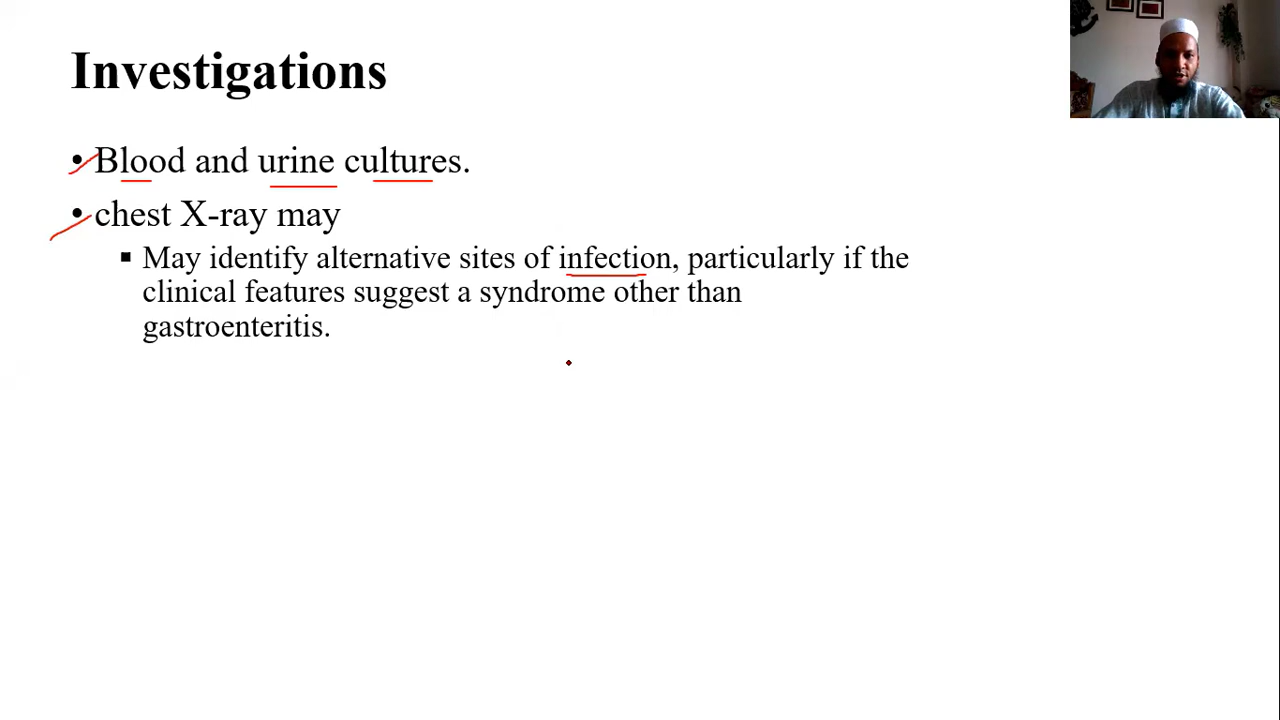 Investigations
• Blood and urine cultures.
• chest X-ray may
▪ May identify alternative sites of infection, particularly if the
clinical features suggest a syndrome other than
gastroenteritis.